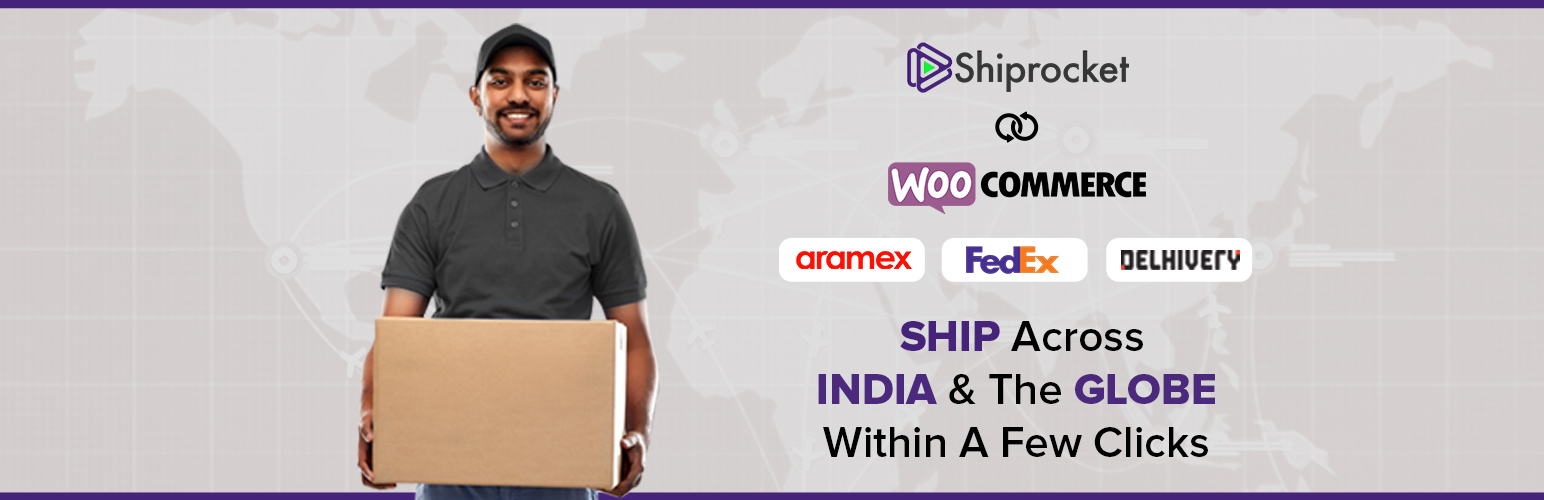 Shiprocket
WOO COMMERCE
aramex
FedEx
DELHIVERY
SHIP Across
INDIA & The GLOBE
Within A Few Clicks